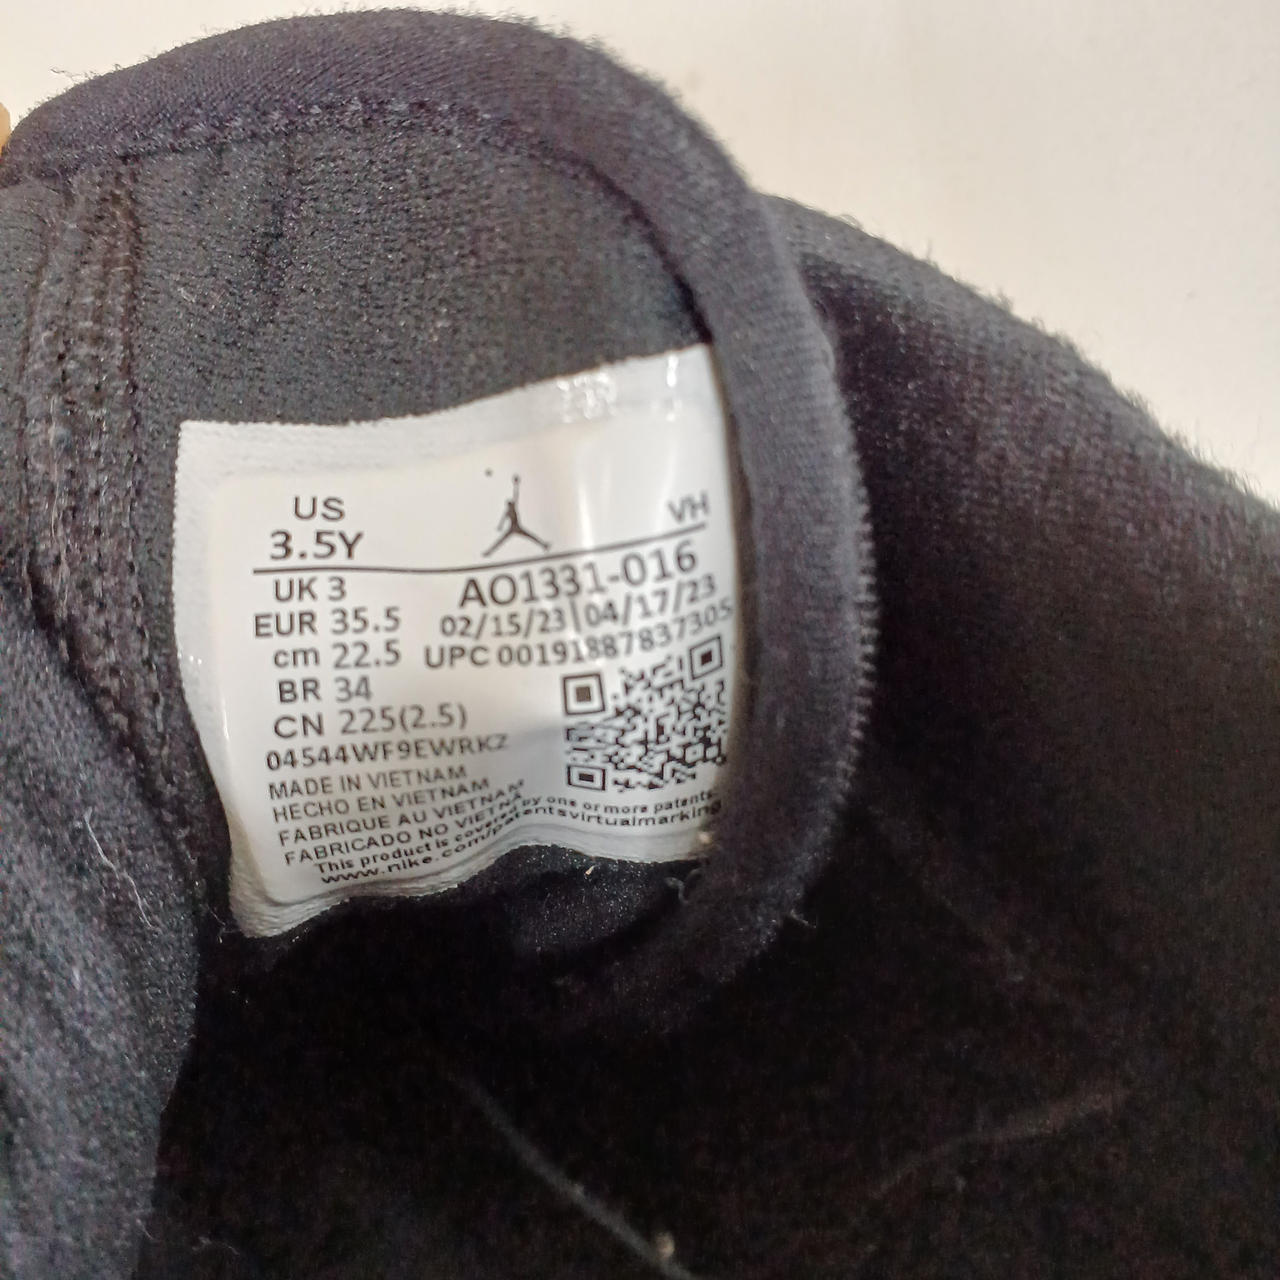 US
3.5Y
VH
UK 3
AO1331-016
EUR 35.5
02/15/23|04/17/23
cm 22.5
UPC 00191887837305
BR 34
CN 225(2.5)
04544WF9EWRKZ
MADE IN VIETNAM
HECHO EN VIETNAM
FABRIQUE AU VIETNAM
FABRICADO NO VIETNA
This product is covered by one or more patents.
www.nike.com/patentsvirtualmarking